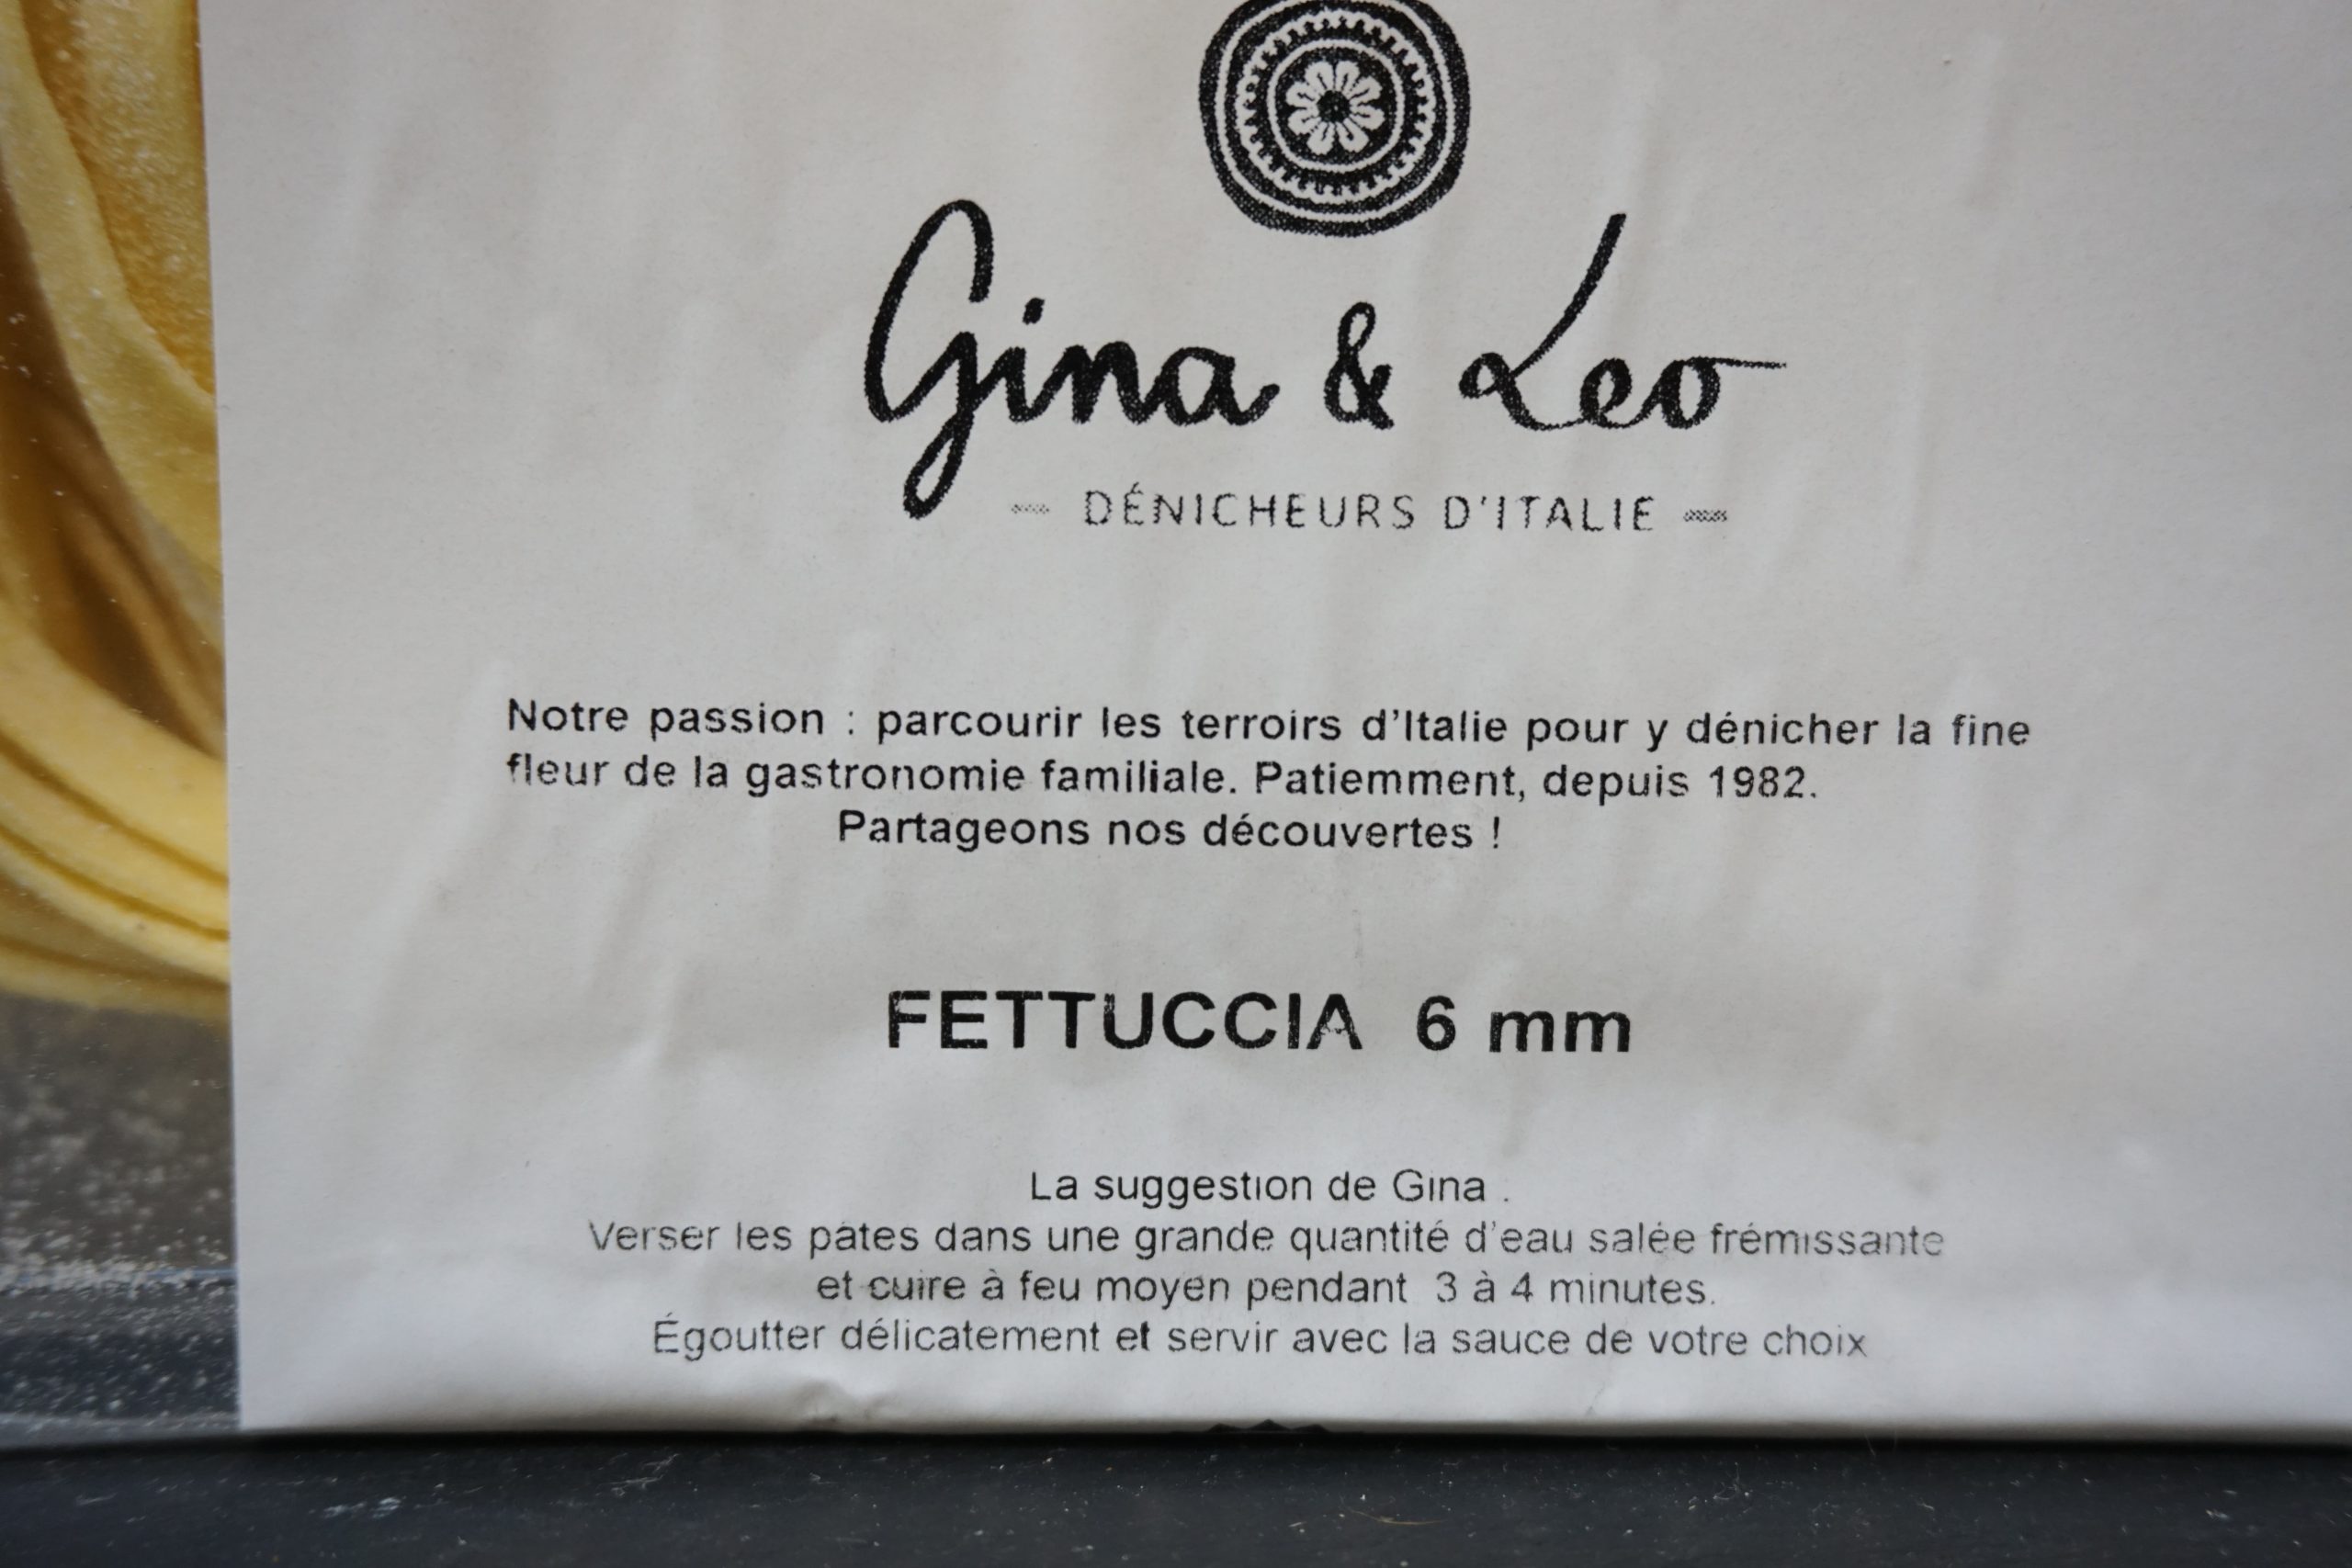 Gina & Leo
DÉNICHEURS D'ITALIE
Notre passion : parcourir les terroirs d'Italie pour y dénicher la fine
fleur de la gastronomie familiale. Patiemment, depuis 1982.
Partageons nos découvertes !
FETTUCCIA 6 mm
La suggestion de Gina :
Verser les pâtes dans une grande quantité d'eau salée frémissante
et cuire à feu moyen pendant 3 à 4 minutes.
Égoutter délicatement et servir avec la sauce de votre choix